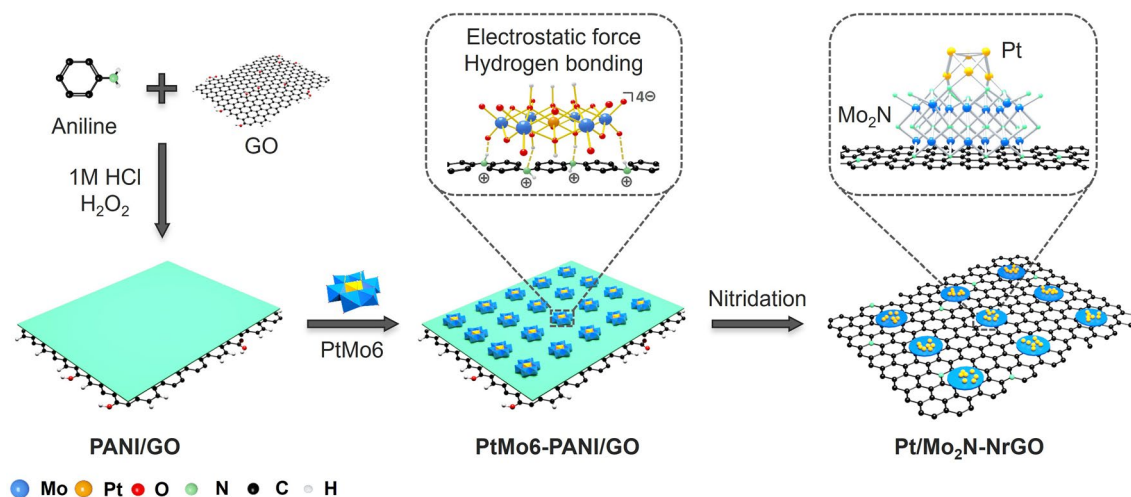 Aniline
GO
1M HCl
H₂O₂
Electrostatic force
Hydrogen bonding
4⊖
⊕ ⊕ ⊕ ⊕
Pt
Mo₂N
PtMo6
Nitridation
PANI/GO
PtMo6-PANI/GO
Pt/Mo₂N-NrGO
Mo Pt O N C H